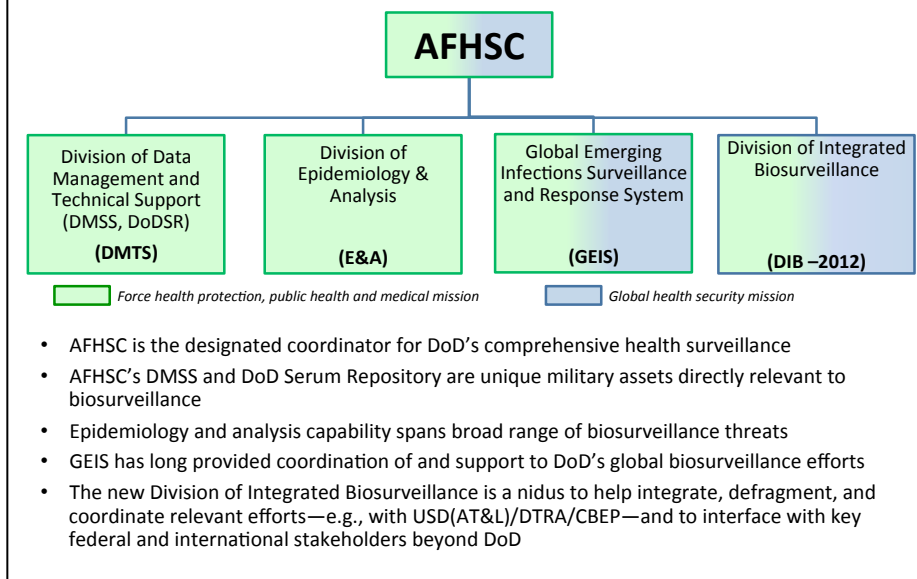 AFHSC
Division of Data
Management and
Technical Support
(DMSS, DoDSR)
(DMTS)
Division of
Epidemiology &
Analysis
(E&A)
Global Emerging
Infections Surveillance
and Response System
(GEIS)
Division of Integrated
Biosurveillance
(DIB –2012)
Force health protection, public health and medical mission
Global health security mission
• AFHSC is the designated coordinator for DoD's comprehensive health surveillance
• AFHSC's DMSS and DoD Serum Repository are unique military assets directly relevant to
biosurveillance
• Epidemiology and analysis capability spans broad range of biosurveillance threats
• GEIS has long provided coordination of and support to DoD's global biosurveillance efforts
• The new Division of Integrated Biosurveillance is a nidus to help integrate, defragment, and
coordinate relevant efforts—e.g., with USD(AT&L)/DTRA/CBEP—and to interface with key
federal and international stakeholders beyond DoD